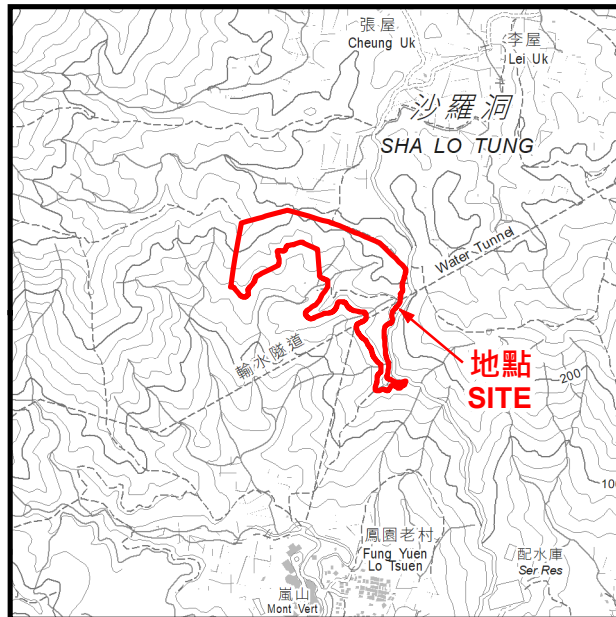 張屋
Cheung Uk
李屋
Lei Uk
沙羅洞
SHA LO TUNG
Water Tunnel
輸水隧道
地點
SITE
200
100
鳳園老村
Fung Yuen
Lo Tsuen
配水庫
Ser Res
嵐山
Mont Vert